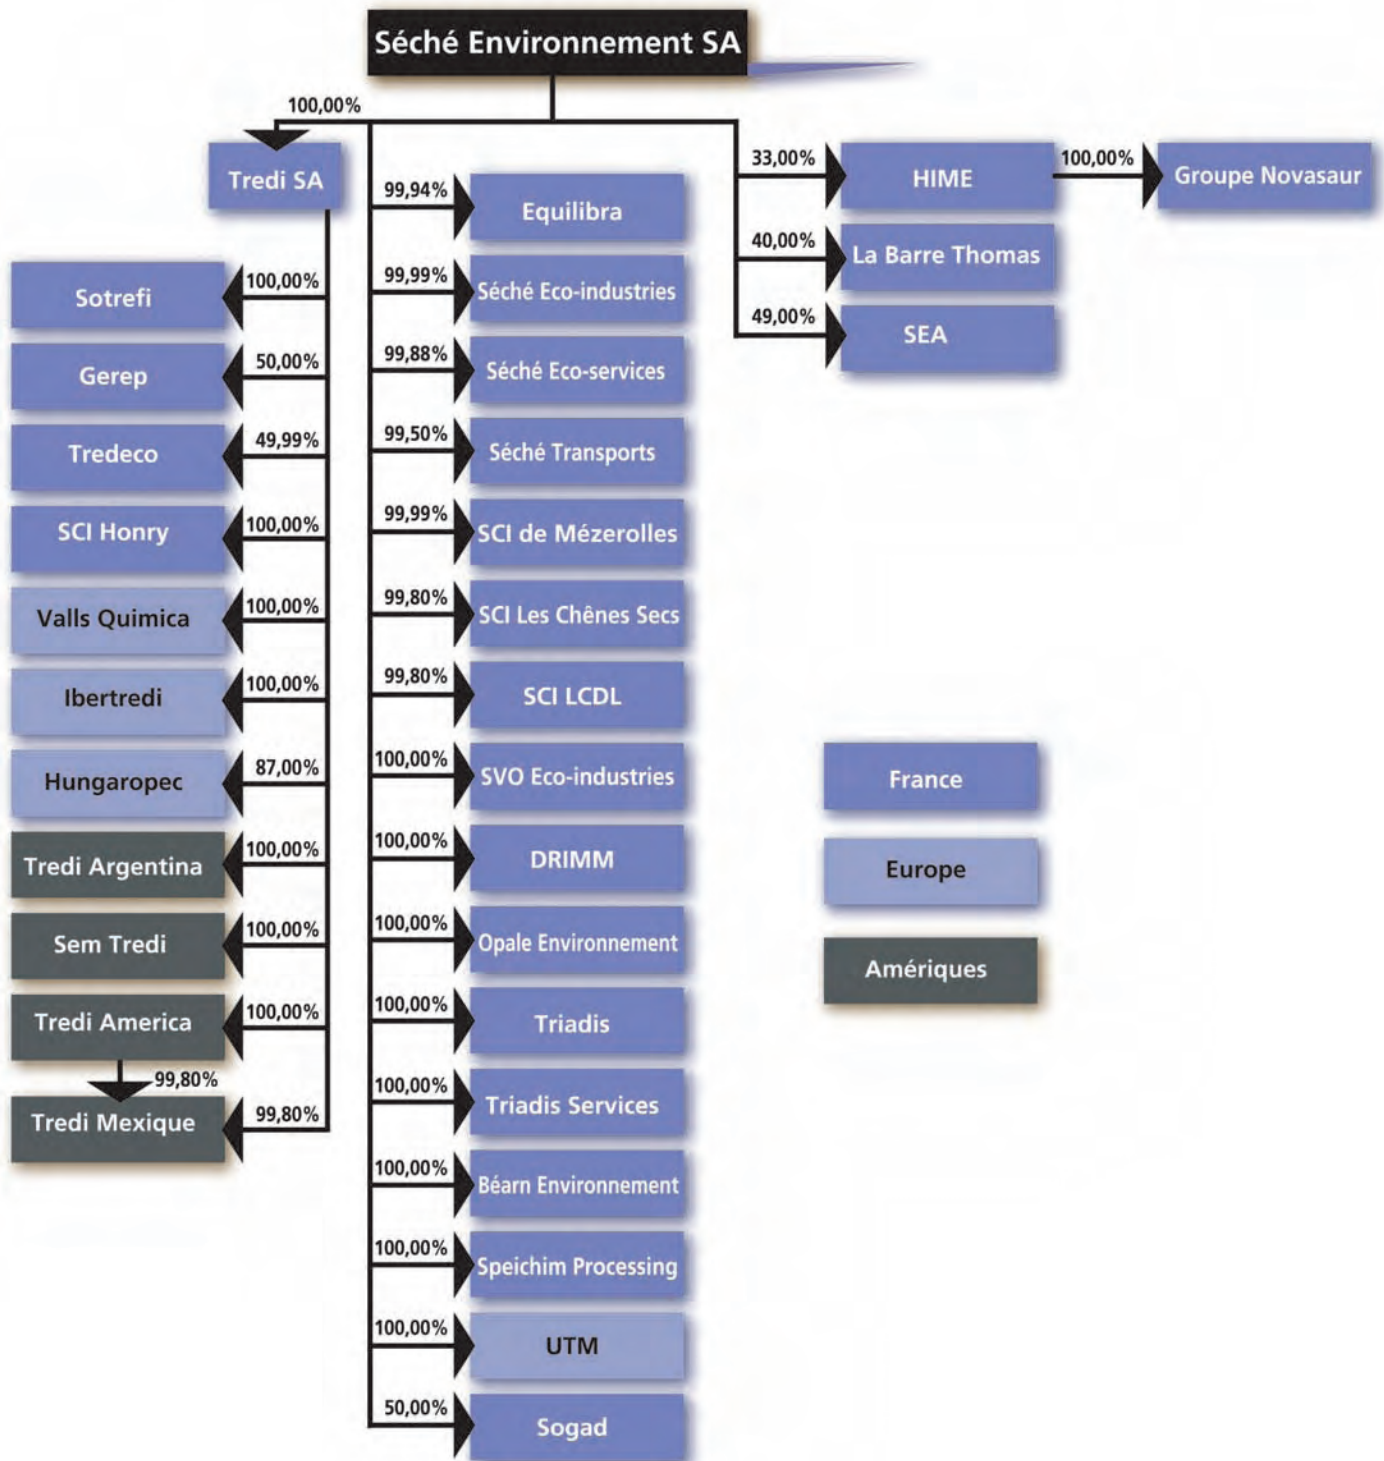 Séché Environnement SA
100,00%
Tredi SA
100,00%
Sotrefi
50,00%
Gerep
49,99%
Tredeco
100,00%
SCI Honry
100,00%
Valls Quimica
100,00%
Ibertredi
87,00%
Hungaropec
100,00%
Tredi Argentina
100,00%
Sem Tredi
100,00%
Tredi America
99,80%
99,80%
Tredi Mexique
99,94%
Equilibra
99,99%
Séché Eco-industries
99,88%
Séché Eco-services
99,50%
Séché Transports
99,99%
SCI de Mézerolles
99,80%
SCI Les Chênes Secs
99,80%
SCI LCDL
100,00%
SVO Eco-industries
100,00%
DRIMM
100,00%
Opale Environnement
100,00%
Triadis
100,00%
Triadis Services
100,00%
Béarn Environnement
100,00%
Speichim Processing
100,00%
UTM
50,00%
Sogad
33,00%
HIME
100,00%
Groupe Novasaur
40,00%
La Barre Thomas
49,00%
SEA
France
Europe
Amériques